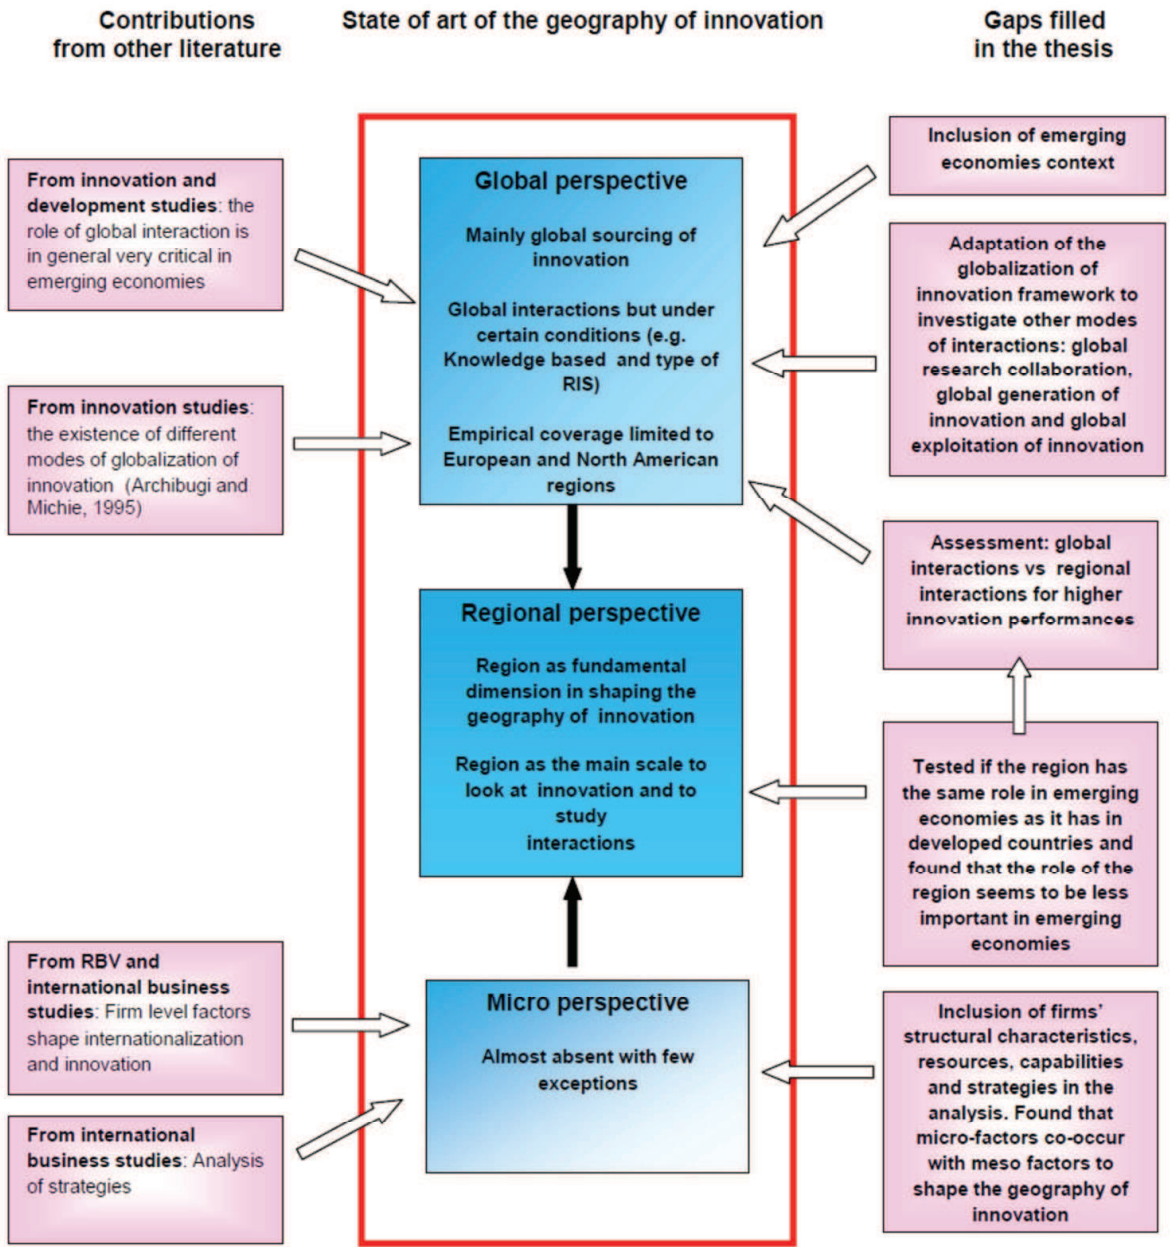 Contributions
from other literature
State of art of the geography of innovation
Gaps filled
in the thesis
From innovation and
development studies: the
role of global interaction is
in general very critical in
emerging economies
From innovation studies:
the existence of different
modes of globalization of
innovation (Archibugi and
Michie, 1995)
From RBV and
international business
studies: Firm level factors
shape internationalization
and innovation
From international
business studies: Analysis
of strategies
Global perspective
Mainly global sourcing of
innovation
Global interactions but under
certain conditions (e.g.
Knowledge based and type of
RIS)
Empirical coverage limited to
European and North American
regions
Regional perspective
Region as fundamental
dimension in shaping the
geography of innovation
Region as the main scale to
look at innovation and to
study
interactions
Micro perspective
Almost absent with few
exceptions
Inclusion of emerging
economies context
Adaptation of the
globalization of
innovation framework to
investigate other modes
of interactions: global
research collaboration,
global generation of
innovation and global
exploitation of innovation
Assessment: global
interactions vs regional
interactions for higher
innovation performances
Tested if the region has
the same role in emerging
economies as it has in
developed countries and
found that the role of the
region seems to be less
important in emerging
economies
Inclusion of firms'
structural characteristics,
resources, capabilities
and strategies in the
analysis. Found that
micro-factors co-occur
with meso factors to
shape the geography of
innovation